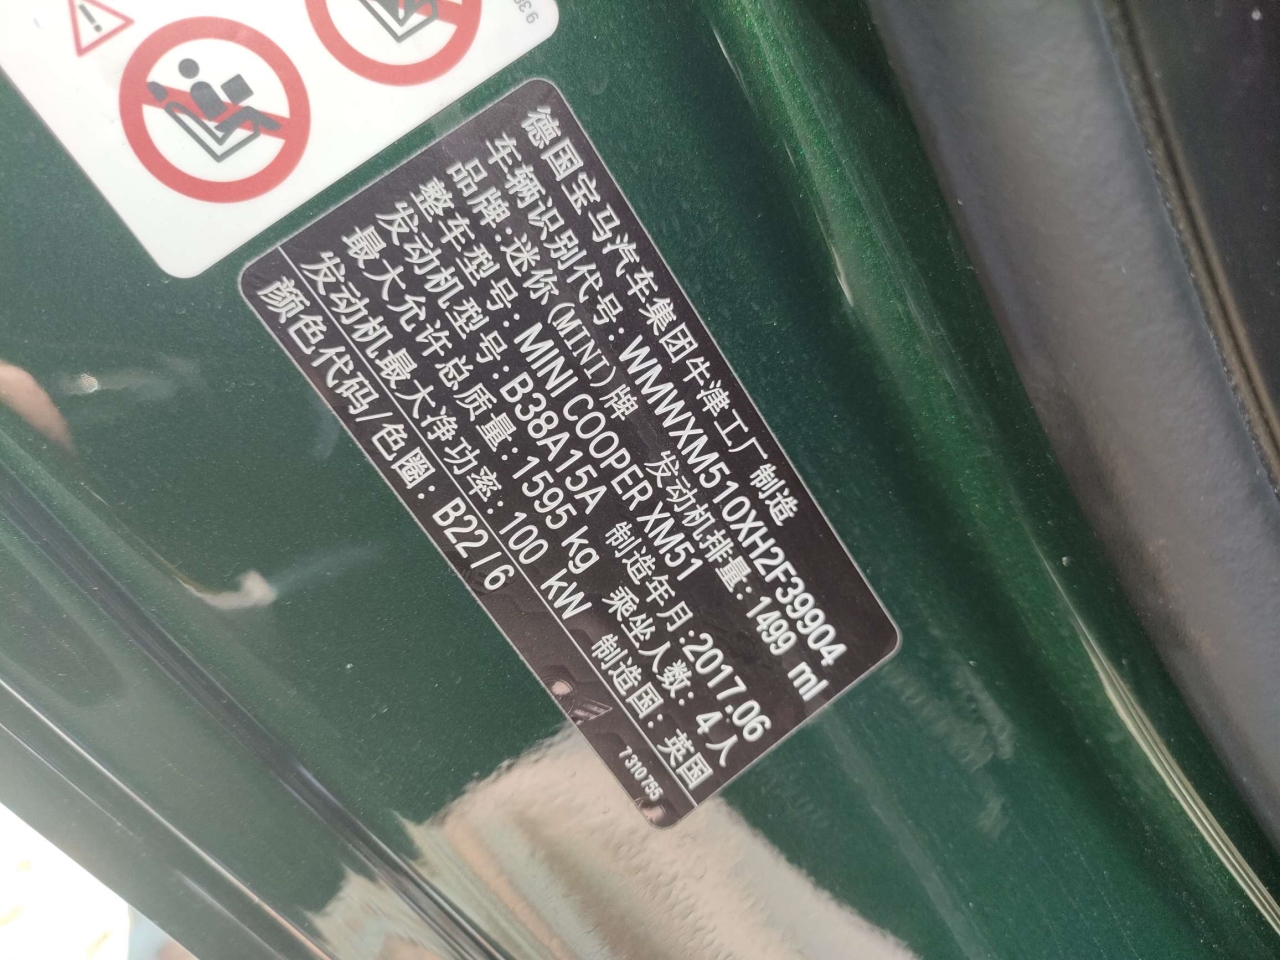 德国宝马汽车集团牛津工厂制造
车辆识别代号:WMWXM510XH2F39904
品牌:迷你(MINI)牌 发动机排量:1499 ml
整车型号:MINI COOPER XM51
发动机型号:B38A15A 制造年月:2017.06
最大允许总质量:1595 kg 乘坐人数: 4人
发动机最大净功率:100 kW 制造国:英国
颜色代码/色圈: B22/6
7310755